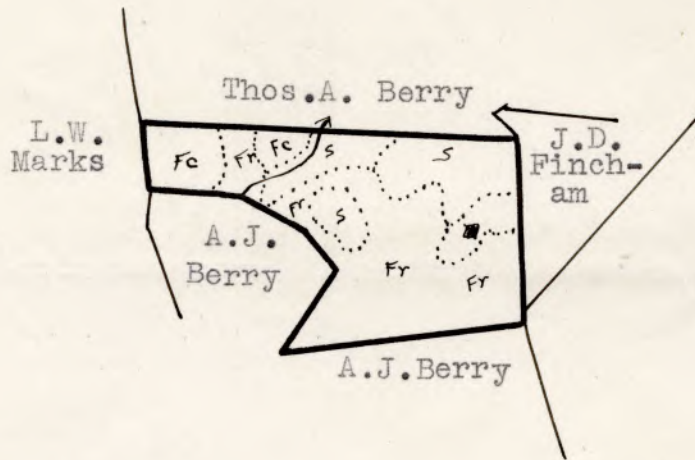 Thos.A. Berry
L.W.
Marks
J.D.
Finch-
am
Fc
Fr
Fc
S
S
Fr
S
A.J.
Berry
Fr
Fr
A.J.Berry